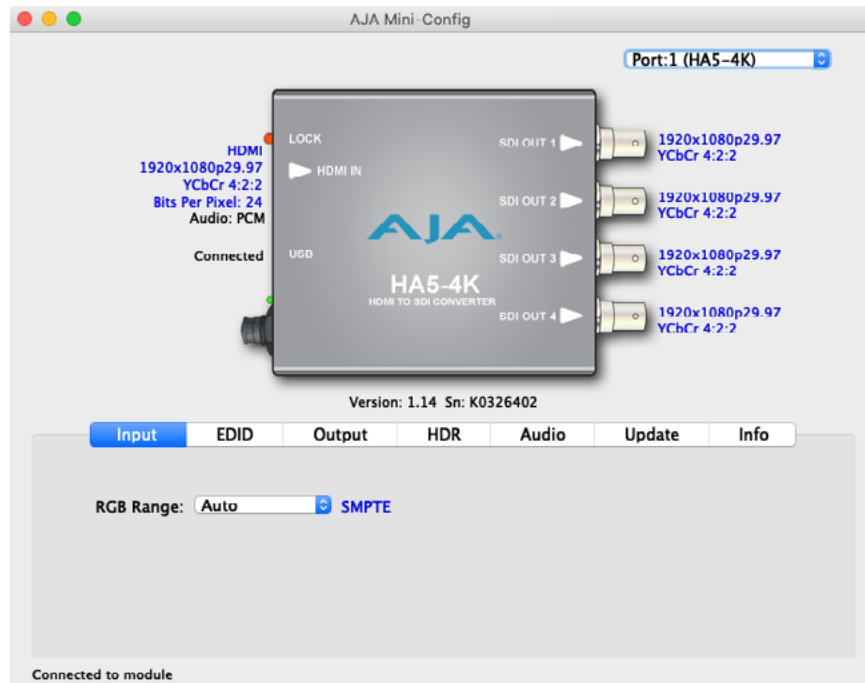 AJA Mini-Config
Port:1 (HA5-4K)
LOCK
HDMI IN
USB
HDMI
1920x1080p29.97
YCbCr 4:2:2
Bits Per Pixel: 24
Audio: PCM
Connected
AJA
HA5-4K
HDMI TO SDI CONVERTER
SDI OUT 1
1920x1080p29.97
YCbCr 4:2:2
SDI OUT 2
1920x1080p29.97
YCbCr 4:2:2
SDI OUT 3
1920x1080p29.97
YCbCr 4:2:2
SDI OUT 4
1920x1080p29.97
YCbCr 4:2:2
Version: 1.14 Sn: K0326402
Input EDID Output HDR Audio Update Info
RGB Range: Auto SMPTE
Connected to module